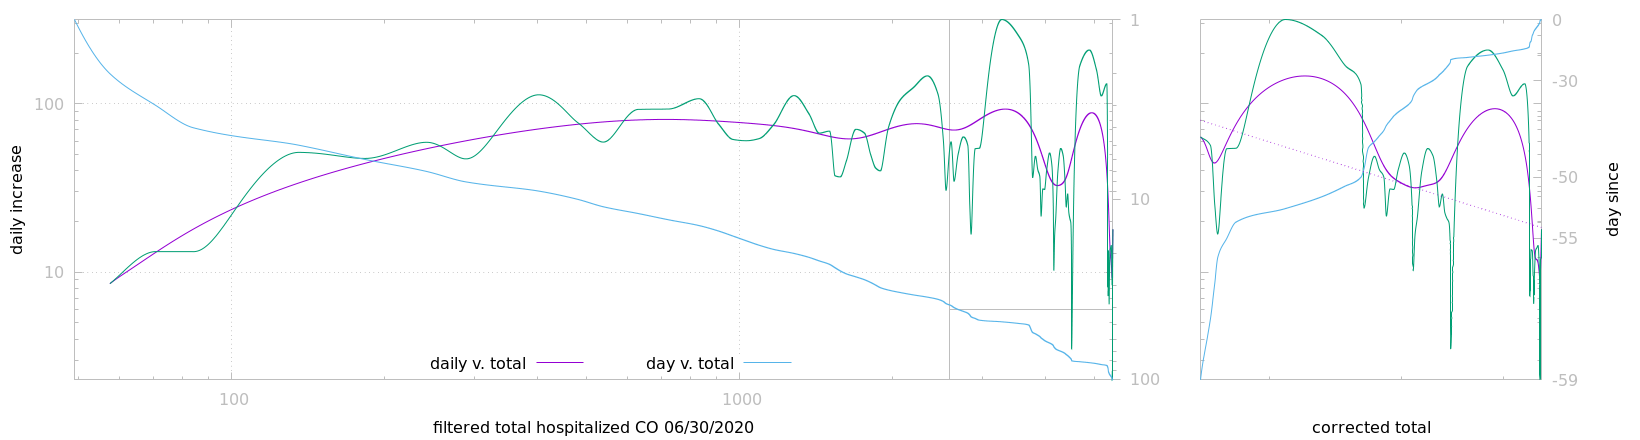 1
0
100
-30
daily increase
-50
day since
10
-55
10
daily v. total
day v. total
100
1000
100
-59
filtered total hospitalized CO 06/30/2020
corrected total